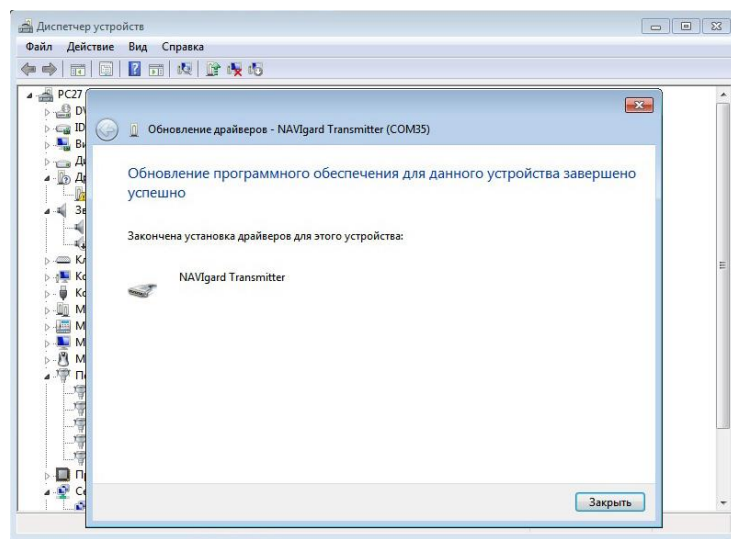 Диспетчер устройств
Файл Действие Вид Справка
PC27
Обновление драйверов - NAVIgard Transmitter (COM35)
Обновление программного обеспечения для данного устройства завершено
успешно
Закончена установка драйверов для этого устройства:
NAVIgard Transmitter
Закрыть